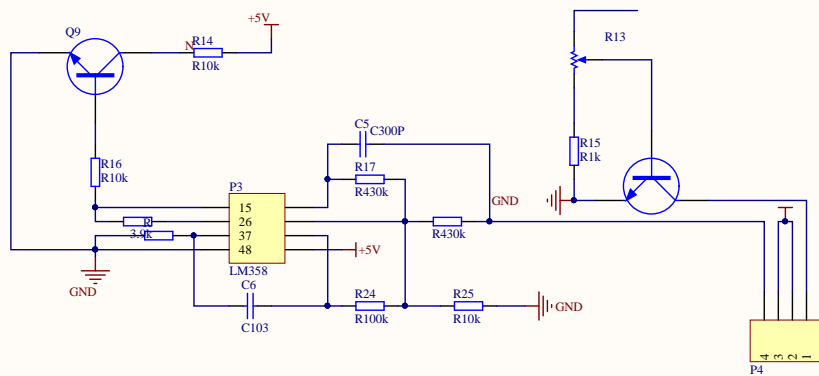 +5V
Q9
N
R14
R10k
R13
C5
C300P
R15
R1k
R16
R10k
R17
R430k
P3
GND
15
26
37
48
R
3.9k
R430k
+5V
LM358
GND
C6
C103
R24
R100k
R25
R10k
GND
4
3
2
1
P4